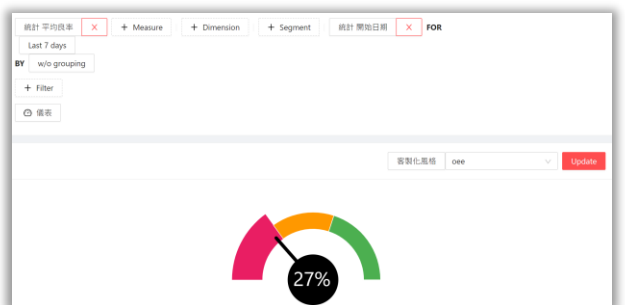 統計 平均良率 X + Measure + Dimension + Segment 統計 開始日期 X FOR
Last 7 days
BY w/o grouping
+ Filter
儀表
客製化風格 oee Update
27%